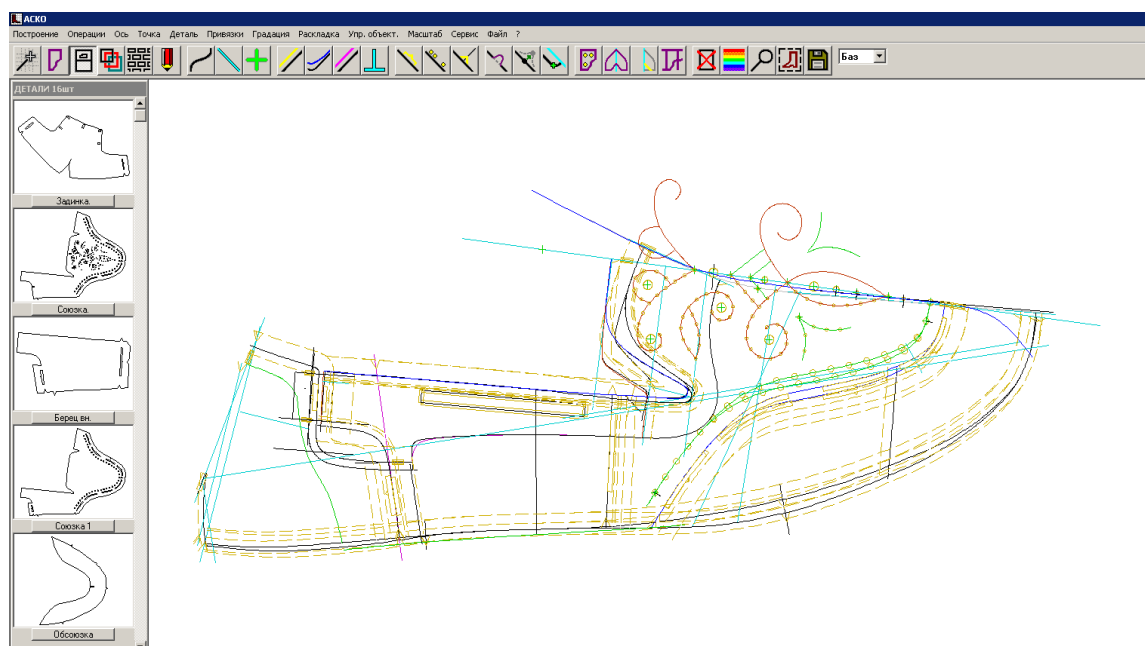 АСКО
Построение Операции Ось Точка Деталь Привязки Градация Раскладка Упр. объект. Масштаб Сервис Файл ?
Баз
ДЕТАЛИ 16шт
Задинка.
Союзка.
Берец вн.
Союзка 1
Обсоюзка